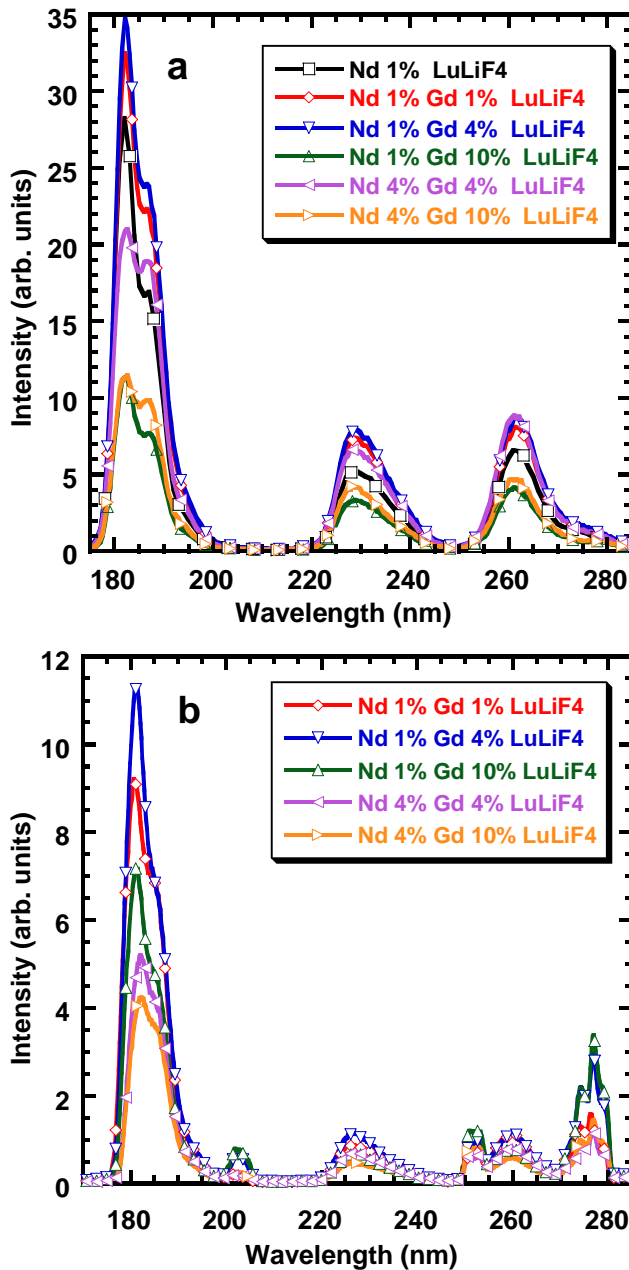 35
30
25
20
15
10
5
0
Intensity (arb. units)
a
Nd 1% LuLiF4
Nd 1% Gd 1% LuLiF4
Nd 1% Gd 4% LuLiF4
Nd 1% Gd 10% LuLiF4
Nd 4% Gd 4% LuLiF4
Nd 4% Gd 10% LuLiF4
180 200 220 240 260 280
Wavelength (nm)
12
10
8
6
4
2
0
Intensity (arb. units)
b
Nd 1% Gd 1% LuLiF4
Nd 1% Gd 4% LuLiF4
Nd 1% Gd 10% LuLiF4
Nd 4% Gd 4% LuLiF4
Nd 4% Gd 10% LuLiF4
180 200 220 240 260 280
Wavelength (nm)